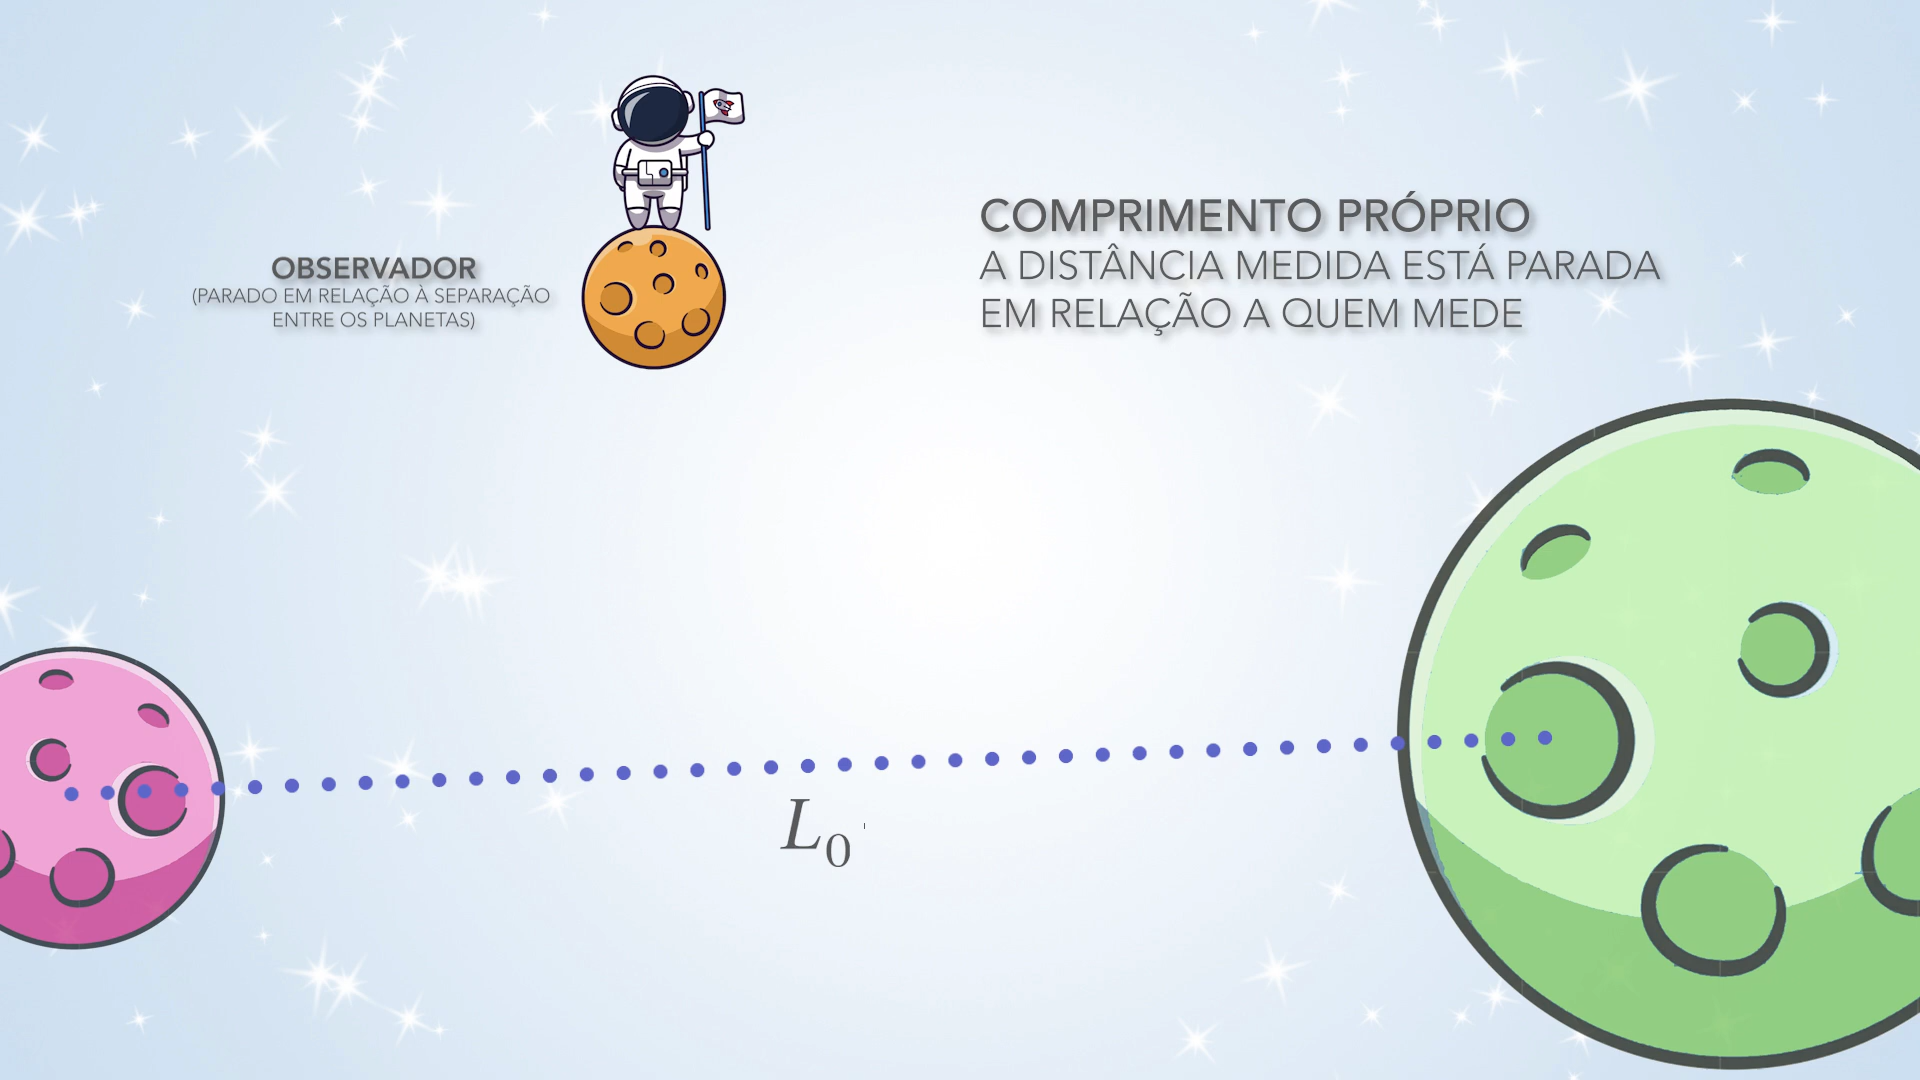 OBSERVADOR
(PARADO EM RELAÇÃO À SEPARAÇÃO
ENTRE OS PLANETAS)
COMPRIMENTO PRÓPRIO
A DISTÂNCIA MEDIDA ESTÁ PARADA
EM RELAÇÃO A QUEM MEDE
L₀